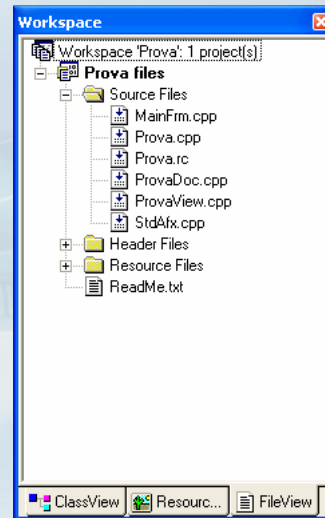 Workspace
Workspace 'Prova': 1 project(s)
Prova files
Source Files
MainFrm.cpp
Prova.cpp
Prova.rc
ProvaDoc.cpp
ProvaView.cpp
StdAfx.cpp
Header Files
Resource Files
ReadMe.txt
ClassView Resourc... FileView